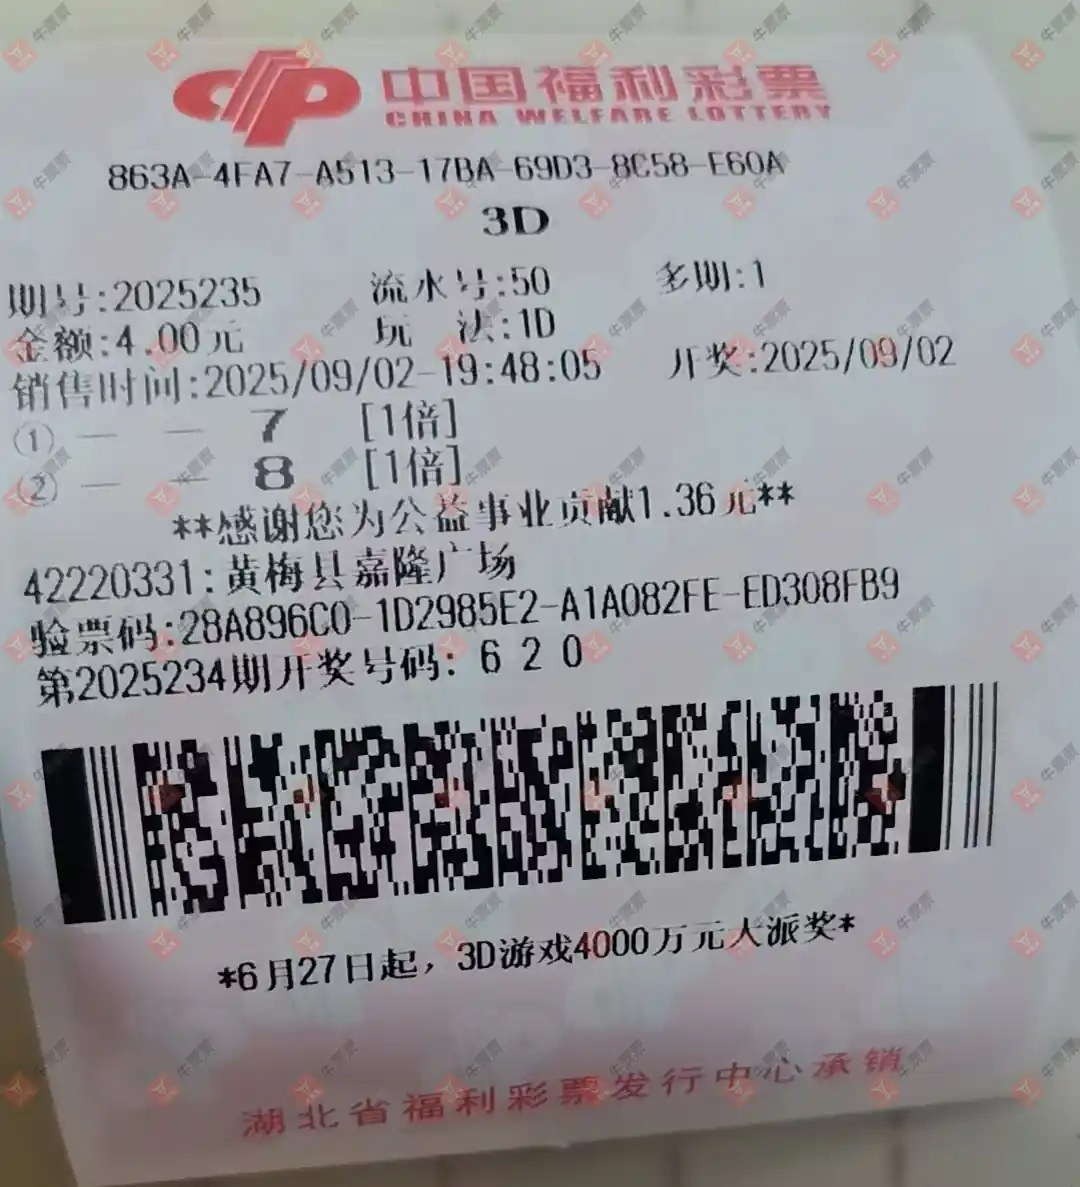 中国福利彩票
CHINA WELFARE LOTTERY
863A-4FA7-A513-17BA-69D3-8C58-E60A
3D
期号:2025235 流水号:50 多期:1
金额:4.00元 玩 法:1D
销售时间:2025/09/02-19:48:05 开奖:2025/09/02
① — — 7 [1倍]
② — — 8 [1倍]
**感谢您为公益事业贡献1.36元**
42220331:黄梅县嘉隆广场
验票码:28A896C0-1D2985E2-A1A082FE-ED308FB9
第2025234期开奖号码: 6 2 0
*6月27日起，3D游戏4000万元大派奖*
湖北省福利彩票发行中心承销
牛票票